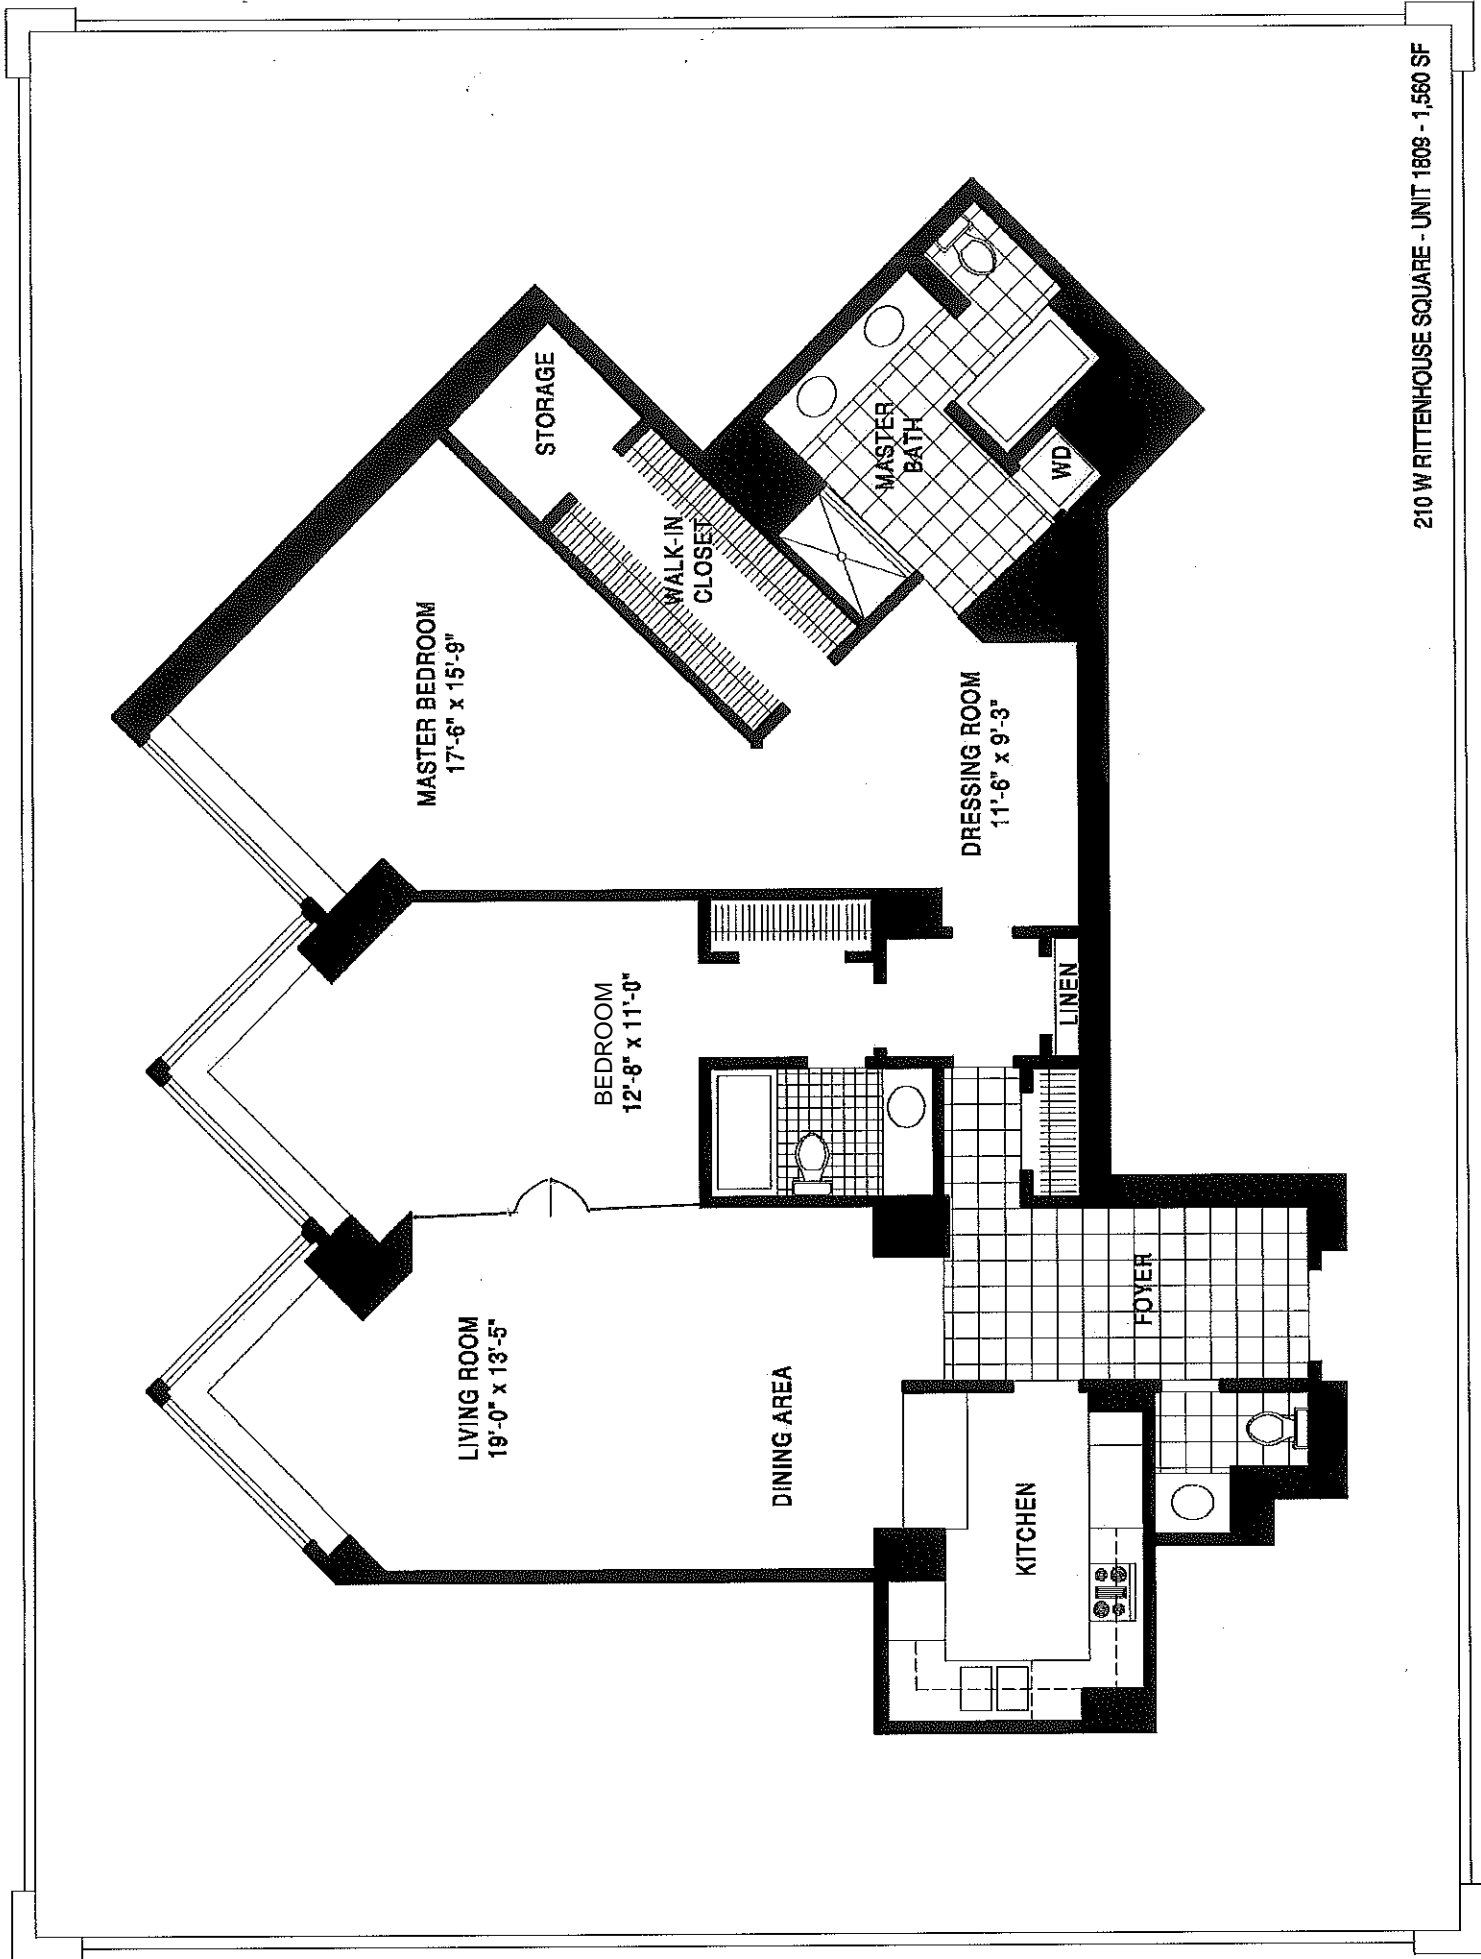 MASTER BEDROOM
17'-6" x 15'-9"
STORAGE
WALK-IN
CLOSET
MASTER
BATH
WD
DRESSING ROOM
11'-6" x 9'-3"
BEDROOM
12'-8" x 11'-0"
LINEN
LIVING ROOM
19'-0" x 13'-5"
DINING AREA
FOYER
KITCHEN
210 W RITTENHOUSE SQUARE - UNIT 1809 - 1,560 SF